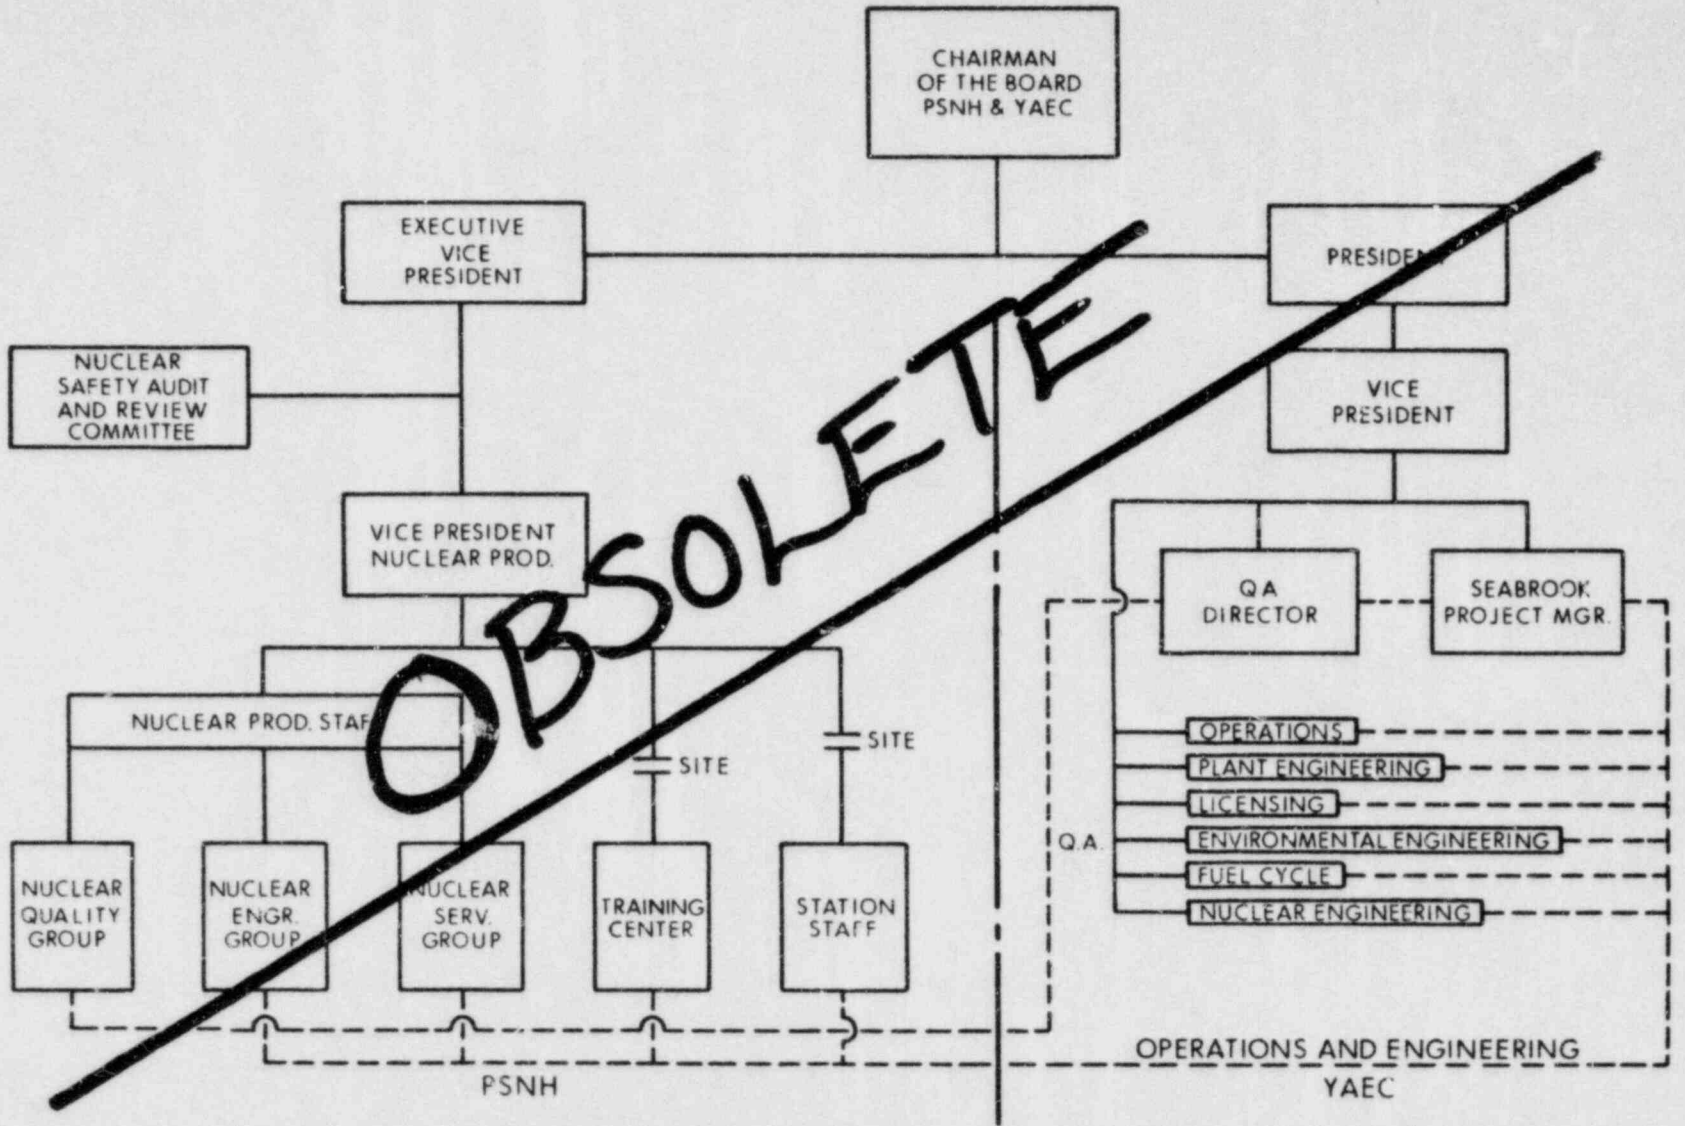 CHAIRMAN
OF THE BOARD
PSNH & YAEC
EXECUTIVE
VICE
PRESIDENT
PRESIDENT
NUCLEAR
SAFETY AUDIT
AND REVIEW
COMMITTEE
VICE
PRESIDENT
VICE PRESIDENT
NUCLEAR PROD.
OBSOLETE
QA
DIRECTOR
SEABROOK
PROJECT MGR.
NUCLEAR PROD. STAF
SITE
SITE
OPERATIONS
PLANT ENGINEERING
LICENSING
Q.A.
ENVIRONMENTAL ENGINEERING
FUEL CYCLE
NUCLEAR ENGINEERING
NUCLEAR
QUALITY
GROUP
NUCLEAR
ENGR.
GROUP
NUCLEAR
SERV.
GROUP
TRAINING
CENTER
STATION
STAFF
PSNH
OPERATIONS AND ENGINEERING
YAEC